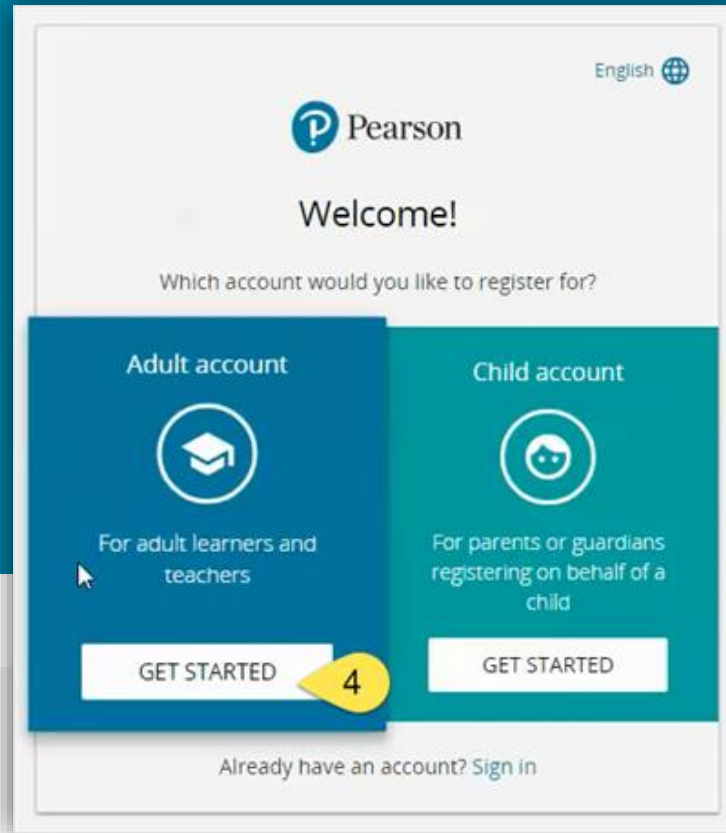 English
Pearson
Welcome!
Which account would you like to register for?
Adult account
For adult learners and
teachers
GET STARTED
4
Child account
For parents or guardians
registering on behalf of a
child
GET STARTED
Already have an account? Sign in